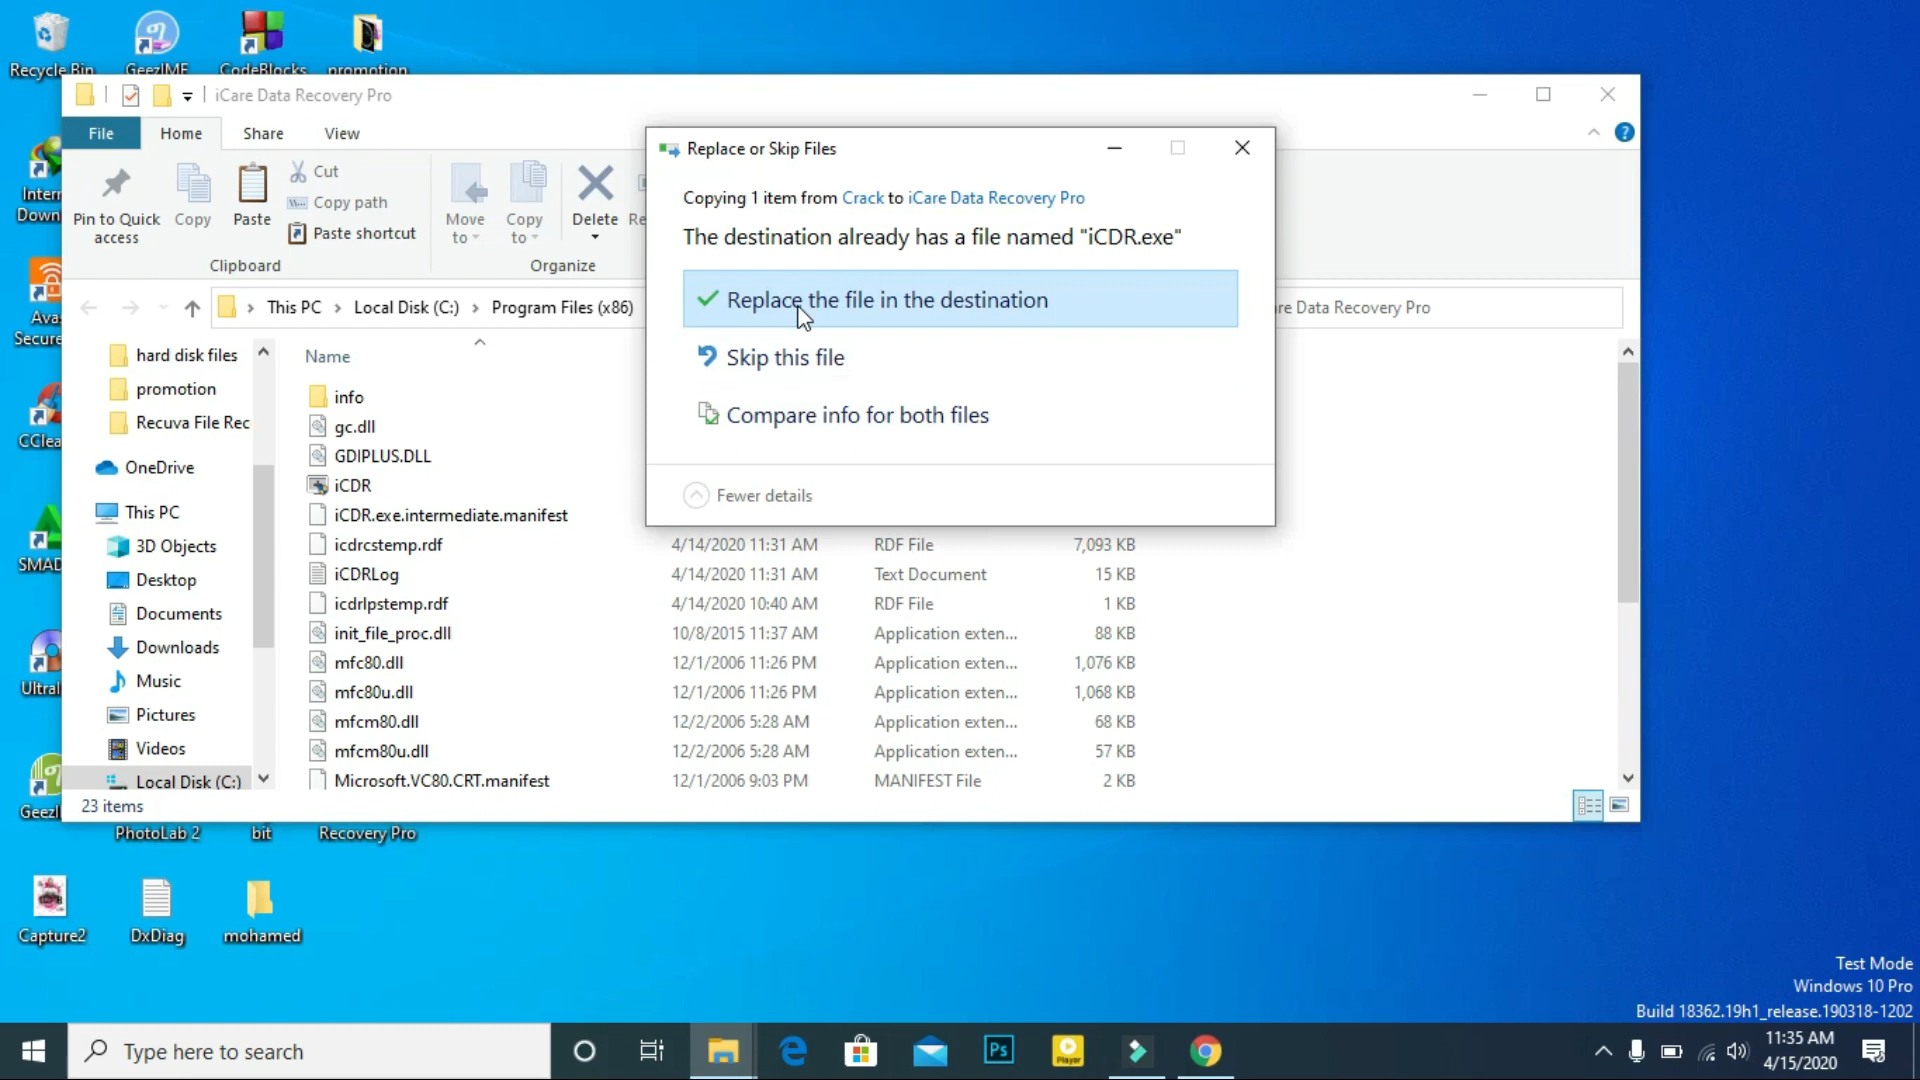 Recycle Bin
GeezIME
CodeBlocks
promotion
iCare Data Recovery Pro
File
Home
Share
View
Pin to Quick access
Copy
Paste
Cut
Copy path
Paste shortcut
Clipboard
Move to
Copy to
Delete
Re
Organize
This PC
Local Disk (C:)
Program Files (x86)
re Data Recovery Pro
Replace or Skip Files
Copying 1 item from Crack to iCare Data Recovery Pro
The destination already has a file named "iCDR.exe"
Replace the file in the destination
Skip this file
Compare info for both files
Fewer details
hard disk files
promotion
Recuva File Rec
OneDrive
This PC
3D Objects
Desktop
Documents
Downloads
Music
Pictures
Videos
Local Disk (C:)
Name
info
gc.dll
GDIPLUS.DLL
iCDR
iCDR.exe.intermediate.manifest
icdrcstemp.rdf 4/14/2020 11:31 AM RDF File 7,093 KB
iCDRLog 4/14/2020 11:31 AM Text Document 15 KB
icdrlpstemp.rdf 4/14/2020 10:40 AM RDF File 1 KB
init_file_proc.dll 10/8/2015 11:37 AM Application exten... 88 KB
mfc80.dll 12/1/2006 11:26 PM Application exten... 1,076 KB
mfc80u.dll 12/1/2006 11:26 PM Application exten... 1,068 KB
mfcm80.dll 12/2/2006 5:28 AM Application exten... 68 KB
mfcm80u.dll 12/2/2006 5:28 AM Application exten... 57 KB
Microsoft.VC80.CRT.manifest 12/1/2006 9:03 PM MANIFEST File 2 KB
23 items
Intern
Down
Avas
Secure
CClea
SMAD
Ultral
Geezl
PhotoLab 2
bit
Recovery Pro
Capture2
DxDiag
mohamed
Test Mode
Windows 10 Pro
Build 18362.19h1_release.190318-1202
Type here to search
Ps
Player
11:35 AM
4/15/2020